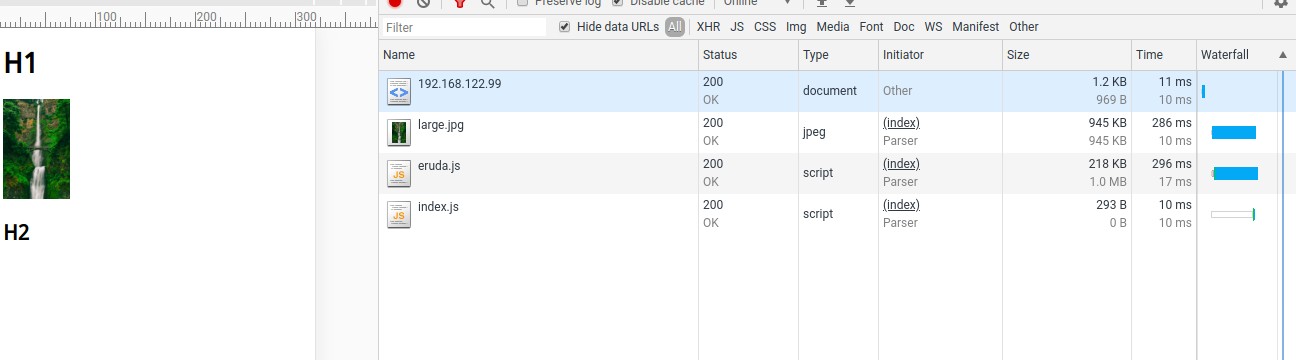 Preserve log Disable cache Online
100 200 300
Filter Hide data URLs All XHR JS CSS Img Media Font Doc WS Manifest Other
H1
H2
Name Status Type Initiator Size Time Waterfall
192.168.122.99 200 document Other 1.2 KB 11 ms
OK 969 B 10 ms
large.jpg 200 jpeg (index) 945 KB 286 ms
OK Parser 945 KB 10 ms
JS eruda.js 200 script (index) 218 KB 296 ms
OK Parser 1.0 MB 17 ms
JS index.js 200 script (index) 293 B 10 ms
OK Parser 0 B 10 ms